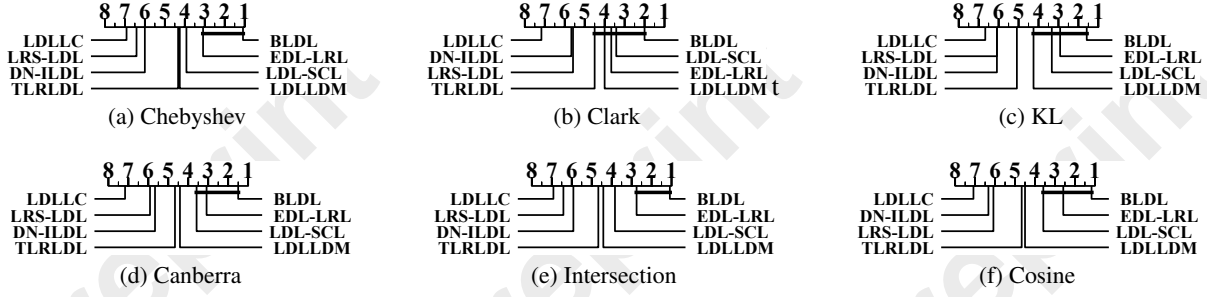 8 7 6 5 4 3 2 1
LDLLC BLDL
LRS-LDL EDL-LRL
DN-ILDL LDL-SCL
TLRLDL LDLLDM
(a) Chebyshev
8 7 6 5 4 3 2 1
LDLLC BLDL
DN-ILDL LDL-SCL
LRS-LDL EDL-LRL
TLRLDL LDLLDM t
(b) Clark
8 7 6 5 4 3 2 1
LDLLC BLDL
LRS-LDL EDL-LRL
DN-ILDL LDL-SCL
TLRLDL LDLLDM
(c) KL
8 7 6 5 4 3 2 1
LDLLC BLDL
LRS-LDL EDL-LRL
DN-ILDL LDL-SCL
TLRLDL LDLLDM
(d) Canberra
8 7 6 5 4 3 2 1
LDLLC BLDL
LRS-LDL EDL-LRL
DN-ILDL LDL-SCL
TLRLDL LDLLDM
(e) Intersection
8 7 6 5 4 3 2 1
LDLLC BLDL
DN-ILDL EDL-LRL
LRS-LDL LDL-SCL
TLRLDL LDLLDM
(f) Cosine